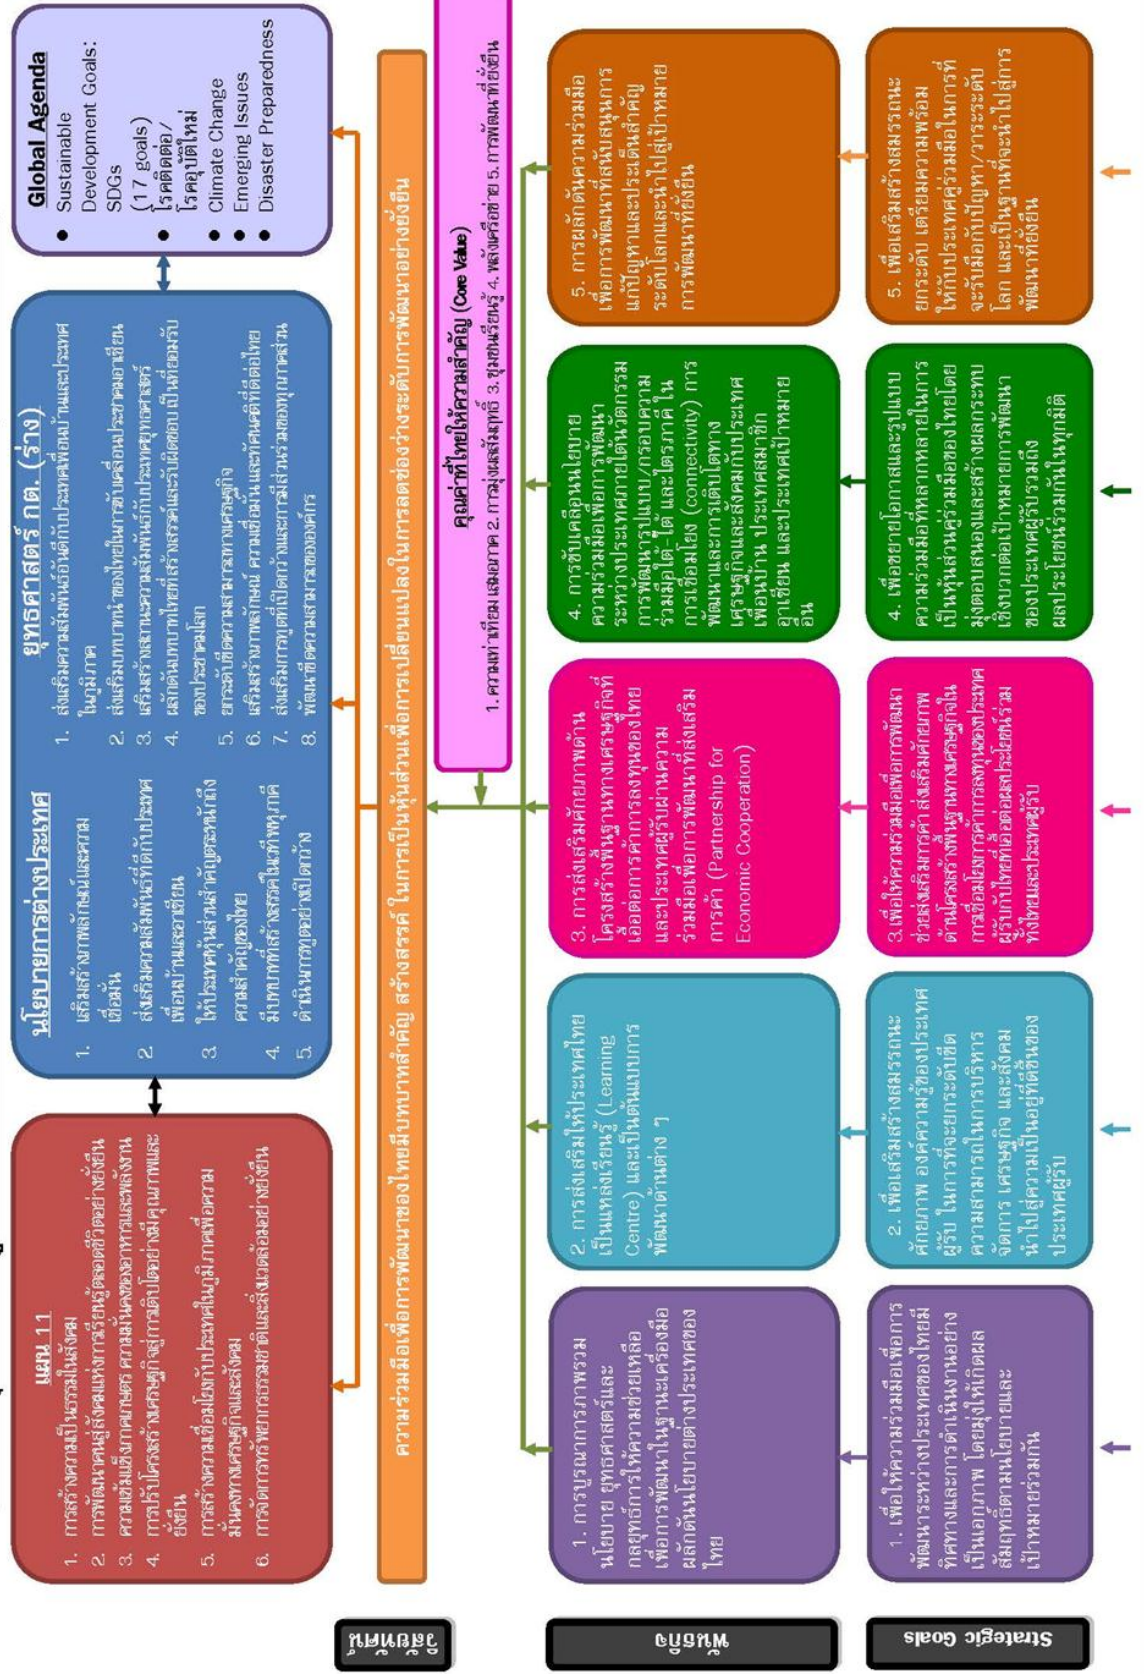 แผน 11
1. การสร้างความเป็นธรรมในสังคม
2. การพัฒนาคนสู่สังคมแห่งการเรียนรู้ตลอดชีวิตอย่างยั่งยืน
3. ความเข้มแข็งภาคเกษตร ความมั่นคงของอาหารและพลังงาน
4. การปรับโครงสร้างเศรษฐกิจสู่การเติบโตอย่างมีคุณภาพและ
ยั่งยืน
5. การสร้างความเชื่อมโยงกับประเทศในภูมิภาคเพื่อความ
มั่นคงทางเศรษฐกิจและสังคม
6. การจัดการทรัพยากรธรรมชาติและสิ่งแวดล้อมอย่างยั่งยืน
นโยบายการต่างประเทศ
1. เสริมสร้างภาพลักษณ์และความ
เชื่อมั่น
2. ส่งเสริมความสัมพันธ์ที่ดีกับประเทศ
เพื่อนบ้านและอาเซียน
3. ให้ประเทศหุ้นส่วนสำคัญตระหนักถึง
ความสำคัญของไทย
4. มีบทบาทที่สร้างสรรค์ในเวทีพหุภาคี
5. ดำเนินการทูตอย่างเปิดกว้าง
ยุทธศาสตร์ กต. (ร่าง)
1. ส่งเสริมความสัมพันธ์อันดีกับประเทศเพื่อนบ้านและประเทศ
ในภูมิภาค
2. ส่งเสริมบทบาทนำของไทยในการขับเคลื่อนประชาคมอาเซียน
3. เสริมสร้างสถานะความสัมพันธ์กับประเทศยุทธศาสตร์
4. ผลักดันบทบาทไทยที่สร้างสรรค์และรับผิดชอบ เป็นที่ยอมรับ
ของประชาคมโลก
5. ยกระดับขีดความสามารถทางเศรษฐกิจ
6. เสริมสร้างภาพลักษณ์ ความเชื่อมั่นและทัศนคติที่ดีต่อไทย
7. ส่งเสริมการทูตที่เปิดกว้างและการมีส่วนร่วมของทุกภาคส่วน
8. พัฒนาขีดความสามารถขององค์กร
Global Agenda
• Sustainable
Development Goals:
SDGs
(17 goals)
• โรคติดต่อ/
โรคอุบัติใหม่
• Climate Change
• Emerging Issues
• Disaster Preparedness
วิสัยทัศน์
ความร่วมมือเพื่อการพัฒนาของไทยมีบทบาทสำคัญ สร้างสรรค์ ในการเป็นหุ้นส่วนเพื่อการเปลี่ยนแปลงในการลดช่องว่างระดับการพัฒนาอย่างยั่งยืน
คุณค่าที่ไทยให้ความสำคัญ (Core Value)
1. ความเท่าเทียม เสมอภาค 2. การมุ่งผลสัมฤทธิ์ 3. ชุมชนเรียนรู้ 4. พลังเครือข่าย 5. การพัฒนาที่ยั่งยืน
พันธกิจ
1. การบูรณาการภาพรวม
นโยบาย ยุทธศาสตร์และ
กลยุทธ์การให้ความช่วยเหลือ
เพื่อการพัฒนาในฐานะเครื่องมือ
ผลักดันนโยบายต่างประเทศของ
ไทย
2. การส่งเสริมให้ประเทศไทย
เป็นแหล่งเรียนรู้ (Learning
Centre) และเป็นต้นแบบการ
พัฒนาด้านต่าง ๆ
3. การส่งเสริมศักยภาพด้าน
โครงสร้างพื้นฐานทางเศรษฐกิจที่
เอื้อต่อการค้าการลงทุนของไทย
และประเทศผู้รับผ่านความ
ร่วมมือเพื่อการพัฒนาที่ส่งเสริม
การค้า (Partnership for
Economic Cooperation)
4. การขับเคลื่อนนโยบาย
ความร่วมมือเพื่อการพัฒนา
ระหว่างประเทศภายใต้นวัตกรรม
การพัฒนารูปแบบ/กรอบความ
ร่วมมือใต้-ใต้ และไตรภาคี ใน
การเชื่อมโยง (connectivity) การ
พัฒนาและการเติบโตทาง
เศรษฐกิจและสังคมกับประเทศ
เพื่อนบ้าน ประเทศสมาชิก
อาเซียน และประเทศเป้าหมาย
อื่น
5. การผลักดันความร่วมมือ
เพื่อการพัฒนาที่สนับสนุนการ
แก้ปัญหาและประเด็นสำคัญ
ระดับโลกและนำไปสู่เป้าหมาย
การพัฒนาที่ยั่งยืน
Strategic Goals
1. เพื่อให้ความร่วมมือเพื่อการ
พัฒนาระหว่างประเทศของไทยมี
ทิศทางและการดำเนินงานอย่าง
เป็นเอกภาพ โดยมุ่งให้เกิดผล
สัมฤทธิ์ตามนโยบายและ
เป้าหมายร่วมกัน
2. เพื่อเสริมสร้างสมรรถนะ
ศักยภาพ องค์ความรู้ของประเทศ
ผู้รับ ในการที่จะยกระดับขีด
ความสามารถในการบริหาร
จัดการ เศรษฐกิจ และสังคม
นำไปสู่ความเป็นอยู่ที่ดีขึ้นของ
ประเทศผู้รับ
3.เพื่อให้ความร่วมมือเพื่อการพัฒนา
ช่วยส่งเสริมการค้า ส่งเสริมศักยภาพ
ด้านโครงสร้างพื้นฐานทางเศรษฐกิจใน
การเชื่อมโยงการค้าการลงทุนของประเทศ
ผู้รับกับไทยที่เอื้อต่อผลประโยชน์ร่วม
ทั้งไทยและประเทศผู้รับ
4. เพื่อขยายโอกาสและรูปแบบ
ความร่วมมือที่หลากหลายในการ
เป็นหุ้นส่วนความร่วมมือของไทยโดย
มุ่งตอบสนองและสร้างผลกระทบ
เชิงบวกต่อเป้าหมายการพัฒนา
ของประเทศผู้รับรวมถึง
ผลประโยชน์ร่วมกันในทุกมิติ
5. เพื่อเสริมสร้างสมรรถนะ
ยกระดับ เตรียมความพร้อม
ให้กับประเทศคู่ร่วมมือในการที่
จะรับมือกับปัญหา/วาระระดับ
โลก และเป็นฐานที่จะนำไปสู่การ
พัฒนาที่ยั่งยืน